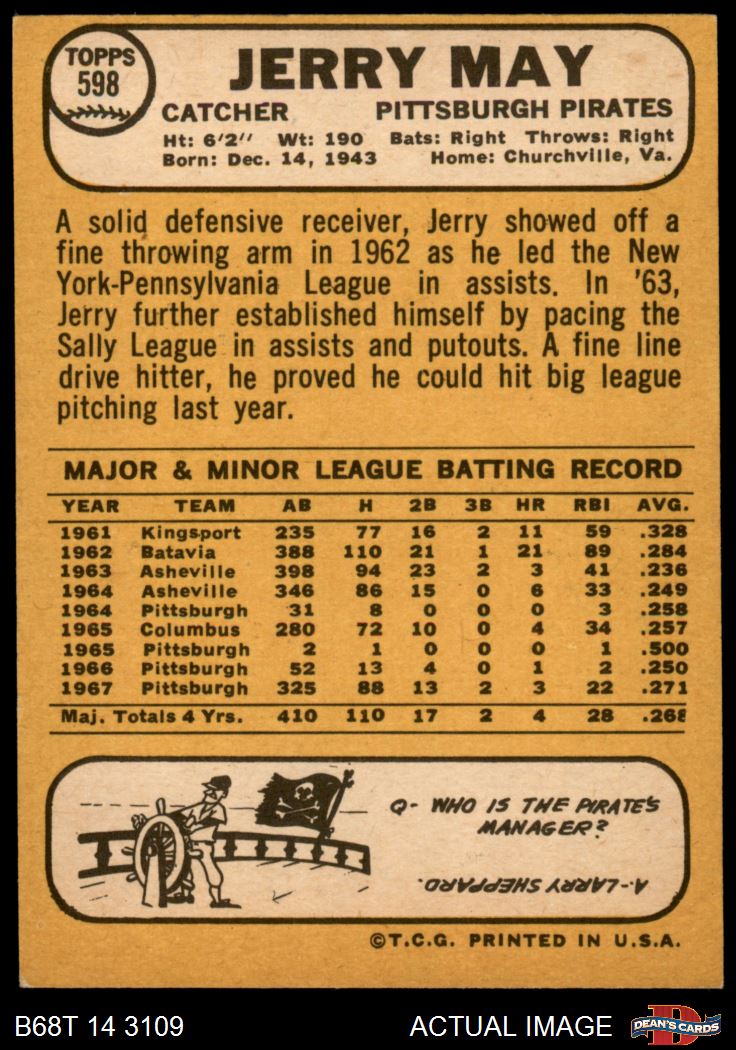 TOPPS
598
JERRY MAY
CATCHER PITTSBURGH PIRATES
Ht: 6'2" Wt: 190 Bats: Right Throws: Right
Born: Dec. 14, 1943 Home: Churchville, Va.
A solid defensive receiver, Jerry showed off a
fine throwing arm in 1962 as he led the New
York-Pennsylvania League in assists. In '63,
Jerry further established himself by pacing the
Sally League in assists and putouts. A fine line
drive hitter, he proved he could hit big league
pitching last year.
MAJOR & MINOR LEAGUE BATTING RECORD
YEAR TEAM AB H 2B 3B HR RBI AVG.
1961 Kingsport 235 77 16 2 11 59 .328
1962 Batavia 388 110 21 1 21 89 .284
1963 Asheville 398 94 23 2 3 41 .236
1964 Asheville 346 86 15 0 6 33 .249
1964 Pittsburgh 31 8 0 0 0 3 .258
1965 Columbus 280 72 10 0 4 34 .257
1965 Pittsburgh 2 1 0 0 0 1 .500
1966 Pittsburgh 52 13 4 0 1 2 .250
1967 Pittsburgh 325 88 13 2 3 22 .271
Maj. Totals 4 Yrs. 410 110 17 2 4 28 .268
Q- WHO IS THE PIRATE'S
MANAGER?
A-LARRY SHEPPARD.
©T.C.G. PRINTED IN U.S.A.
B68T 14 3109 ACTUAL IMAGE DEAN'S CARDS